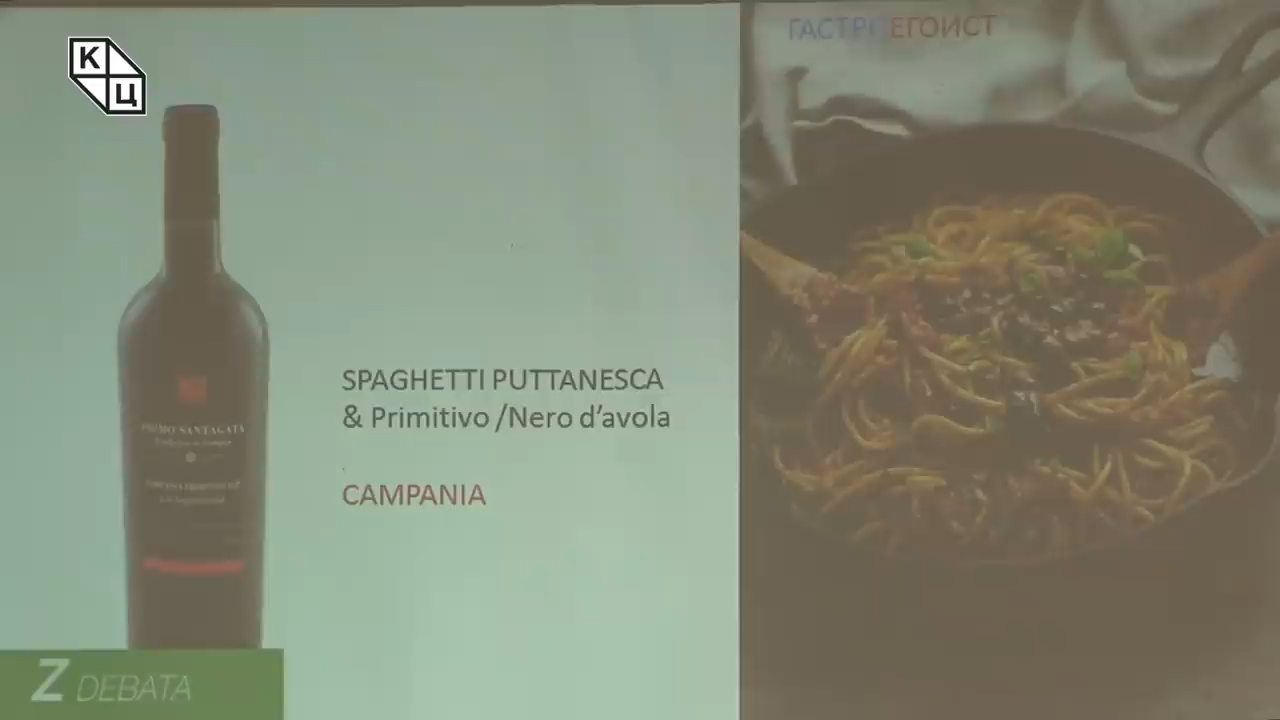 К
Ц
ГАСТРОЕГОИСТ
SPAGHETTI PUTTANESCA
& Primitivo /Nero d’avola
CAMPANIA
PRIMO SANTAGATA
Z DEBATA